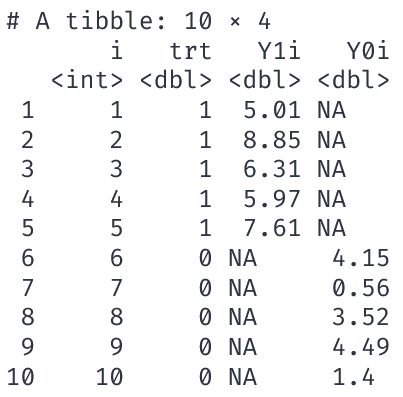 # A tibble: 10 × 4
i trt Y1i Y0i
<int> <dbl> <dbl> <dbl>
1 1 1 5.01 NA
2 2 1 8.85 NA
3 3 1 6.31 NA
4 4 1 5.97 NA
5 5 1 7.61 NA
6 6 0 NA 4.15
7 7 0 NA 0.56
8 8 0 NA 3.52
9 9 0 NA 4.49
10 10 0 NA 1.4